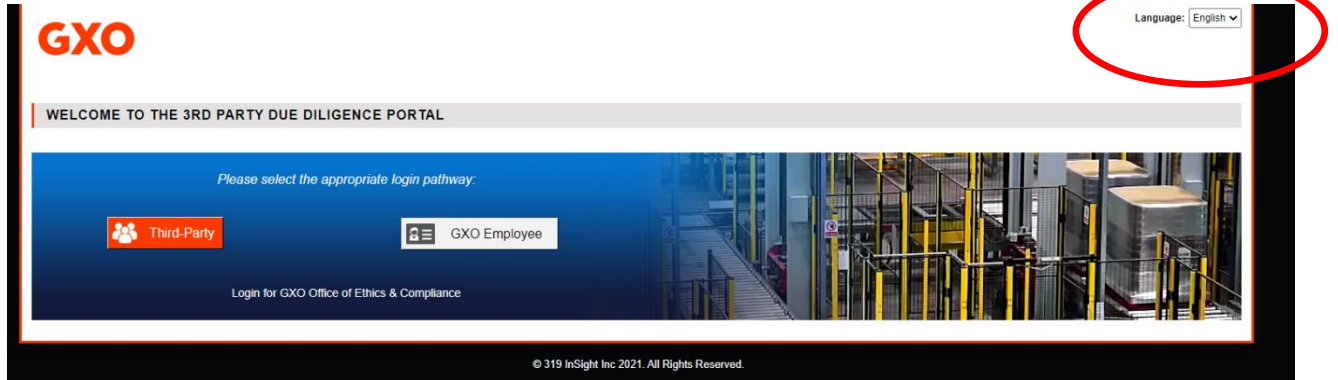 Language: English
GXO
WELCOME TO THE 3RD PARTY DUE DILIGENCE PORTAL
Please select the appropriate login pathway:
Third-Party
GXO Employee
Login for GXO Office of Ethics & Compliance
© 319 InSight Inc 2021. All Rights Reserved.